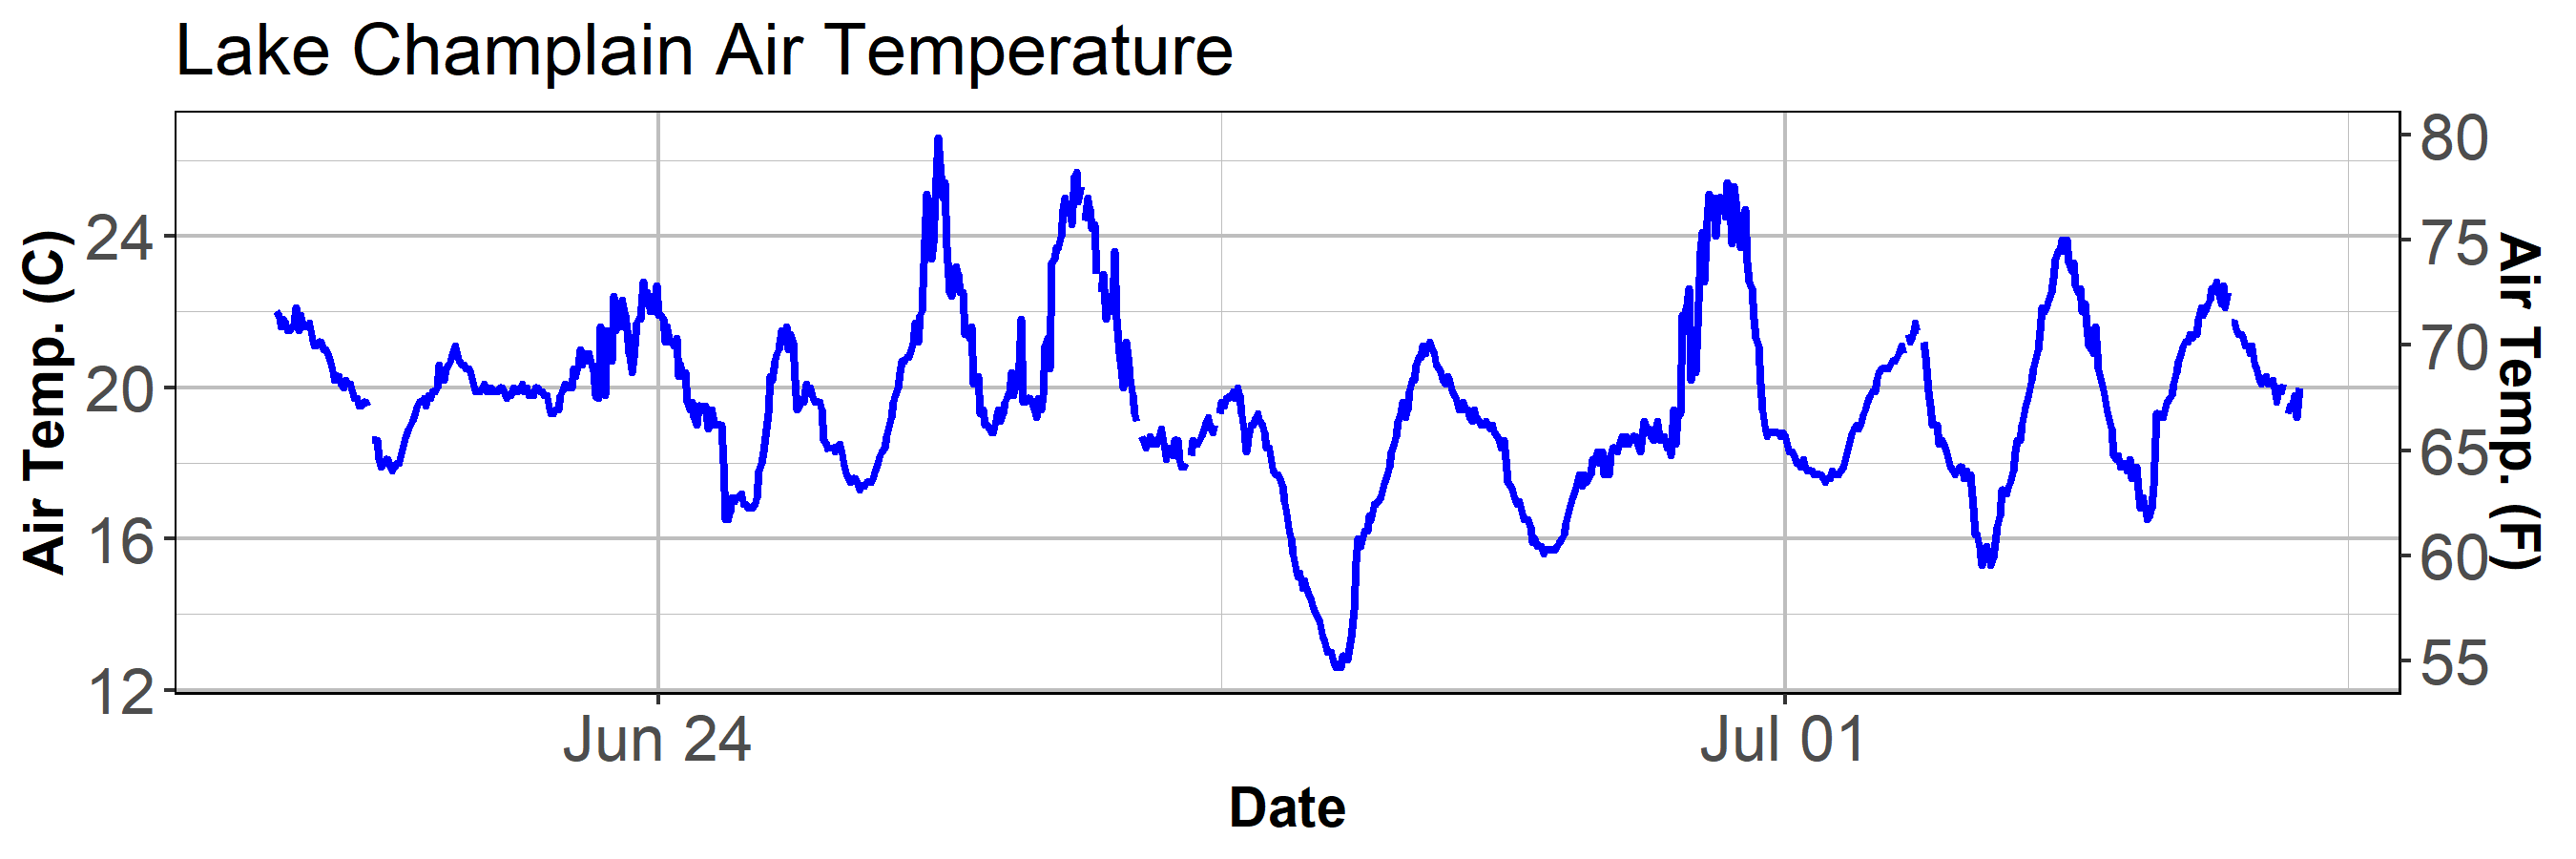 Lake Champlain Air Temperature
Air Temp. (C)
24
20
16
12
80
75
70
65
60
55
Air Temp. (F)
Jun 24
Jul 01
Date